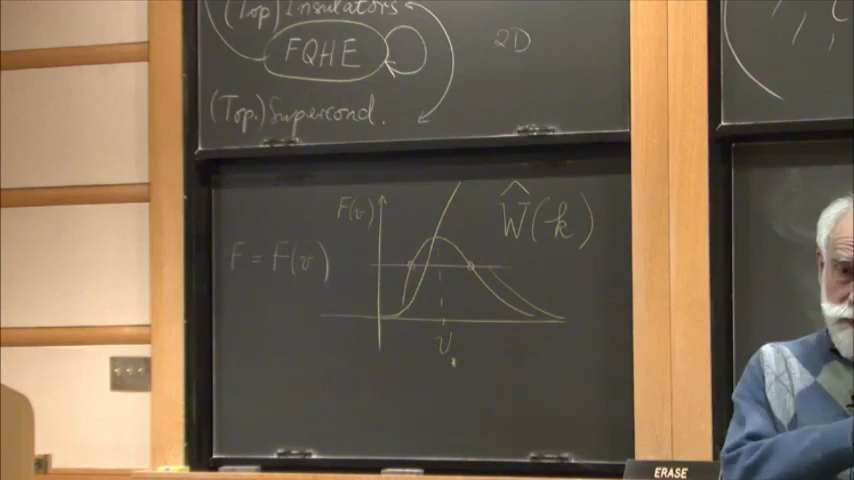 (Top) Insulators
FQHE
2D
(Top.) Supercond.
F = F(v)
F(v)
Ŵ(k)
v*
ERASE